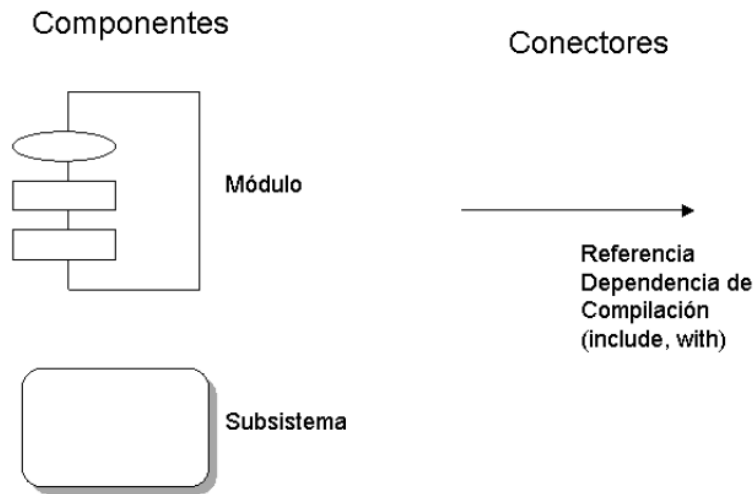 Componentes
Conectores
Módulo
Referencia
Dependencia de
Compilación
(include, with)
Subsistema